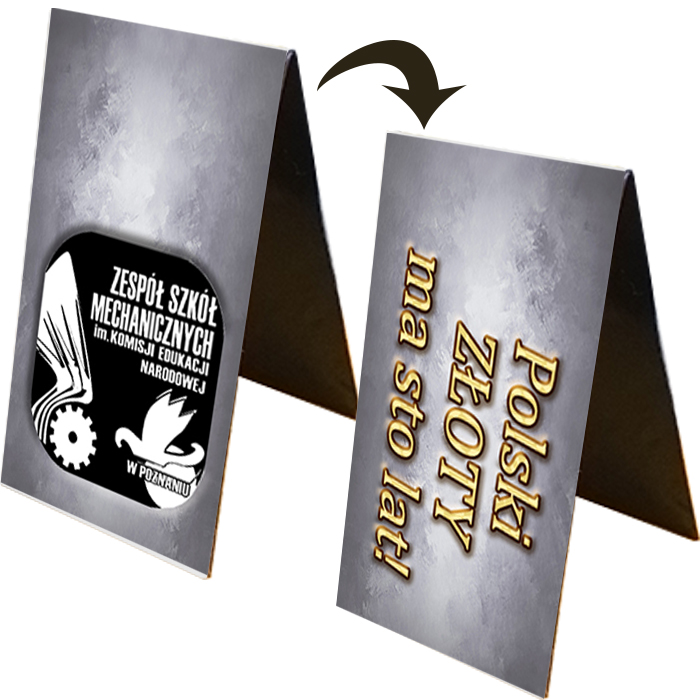 ZESPÓŁ SZKÓŁ
MECHANICZNYCH
im. KOMISJI EDUKACJI
NARODOWEJ
W POZNANIU
Polski
ZŁOTY
ma sto lat!